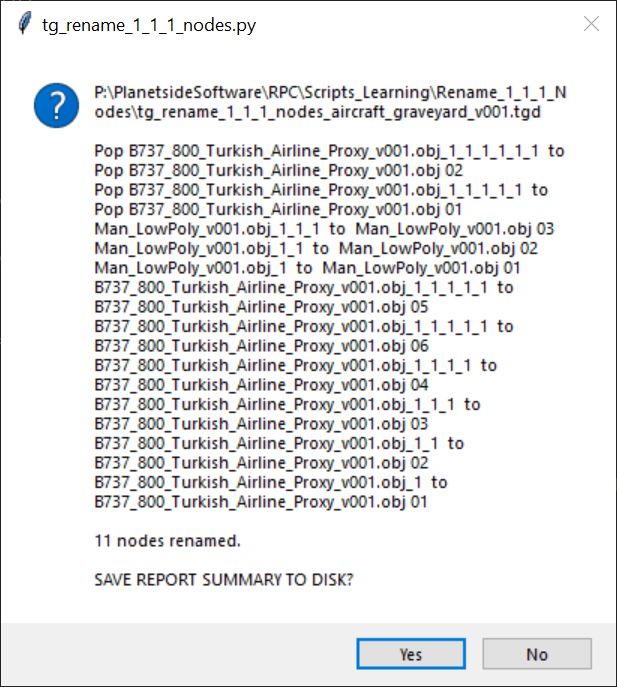 tg_rename_1_1_1_nodes.py
P:\PlanetsideSoftware\RPC\Scripts_Learning\Rename_1_1_1_N
odes\tg_rename_1_1_1_nodes_aircraft_graveyard_v001.tgd
Pop B737_800_Turkish_Airline_Proxy_v001.obj_1_1_1_1_1_1 to
Pop B737_800_Turkish_Airline_Proxy_v001.obj 02
Pop B737_800_Turkish_Airline_Proxy_v001.obj_1_1_1_1_1 to
Pop B737_800_Turkish_Airline_Proxy_v001.obj 01
Man_LowPoly_v001.obj_1_1_1 to Man_LowPoly_v001.obj 03
Man_LowPoly_v001.obj_1_1 to Man_LowPoly_v001.obj 02
Man_LowPoly_v001.obj_1 to Man_LowPoly_v001.obj 01
B737_800_Turkish_Airline_Proxy_v001.obj_1_1_1_1_1 to
B737_800_Turkish_Airline_Proxy_v001.obj 05
B737_800_Turkish_Airline_Proxy_v001.obj_1_1_1_1_1 to
B737_800_Turkish_Airline_Proxy_v001.obj 06
B737_800_Turkish_Airline_Proxy_v001.obj_1_1_1_1 to
B737_800_Turkish_Airline_Proxy_v001.obj 04
B737_800_Turkish_Airline_Proxy_v001.obj_1_1_1 to
B737_800_Turkish_Airline_Proxy_v001.obj 03
B737_800_Turkish_Airline_Proxy_v001.obj_1_1 to
B737_800_Turkish_Airline_Proxy_v001.obj 02
B737_800_Turkish_Airline_Proxy_v001.obj_1 to
B737_800_Turkish_Airline_Proxy_v001.obj 01
11 nodes renamed.
SAVE REPORT SUMMARY TO DISK?
Yes
No